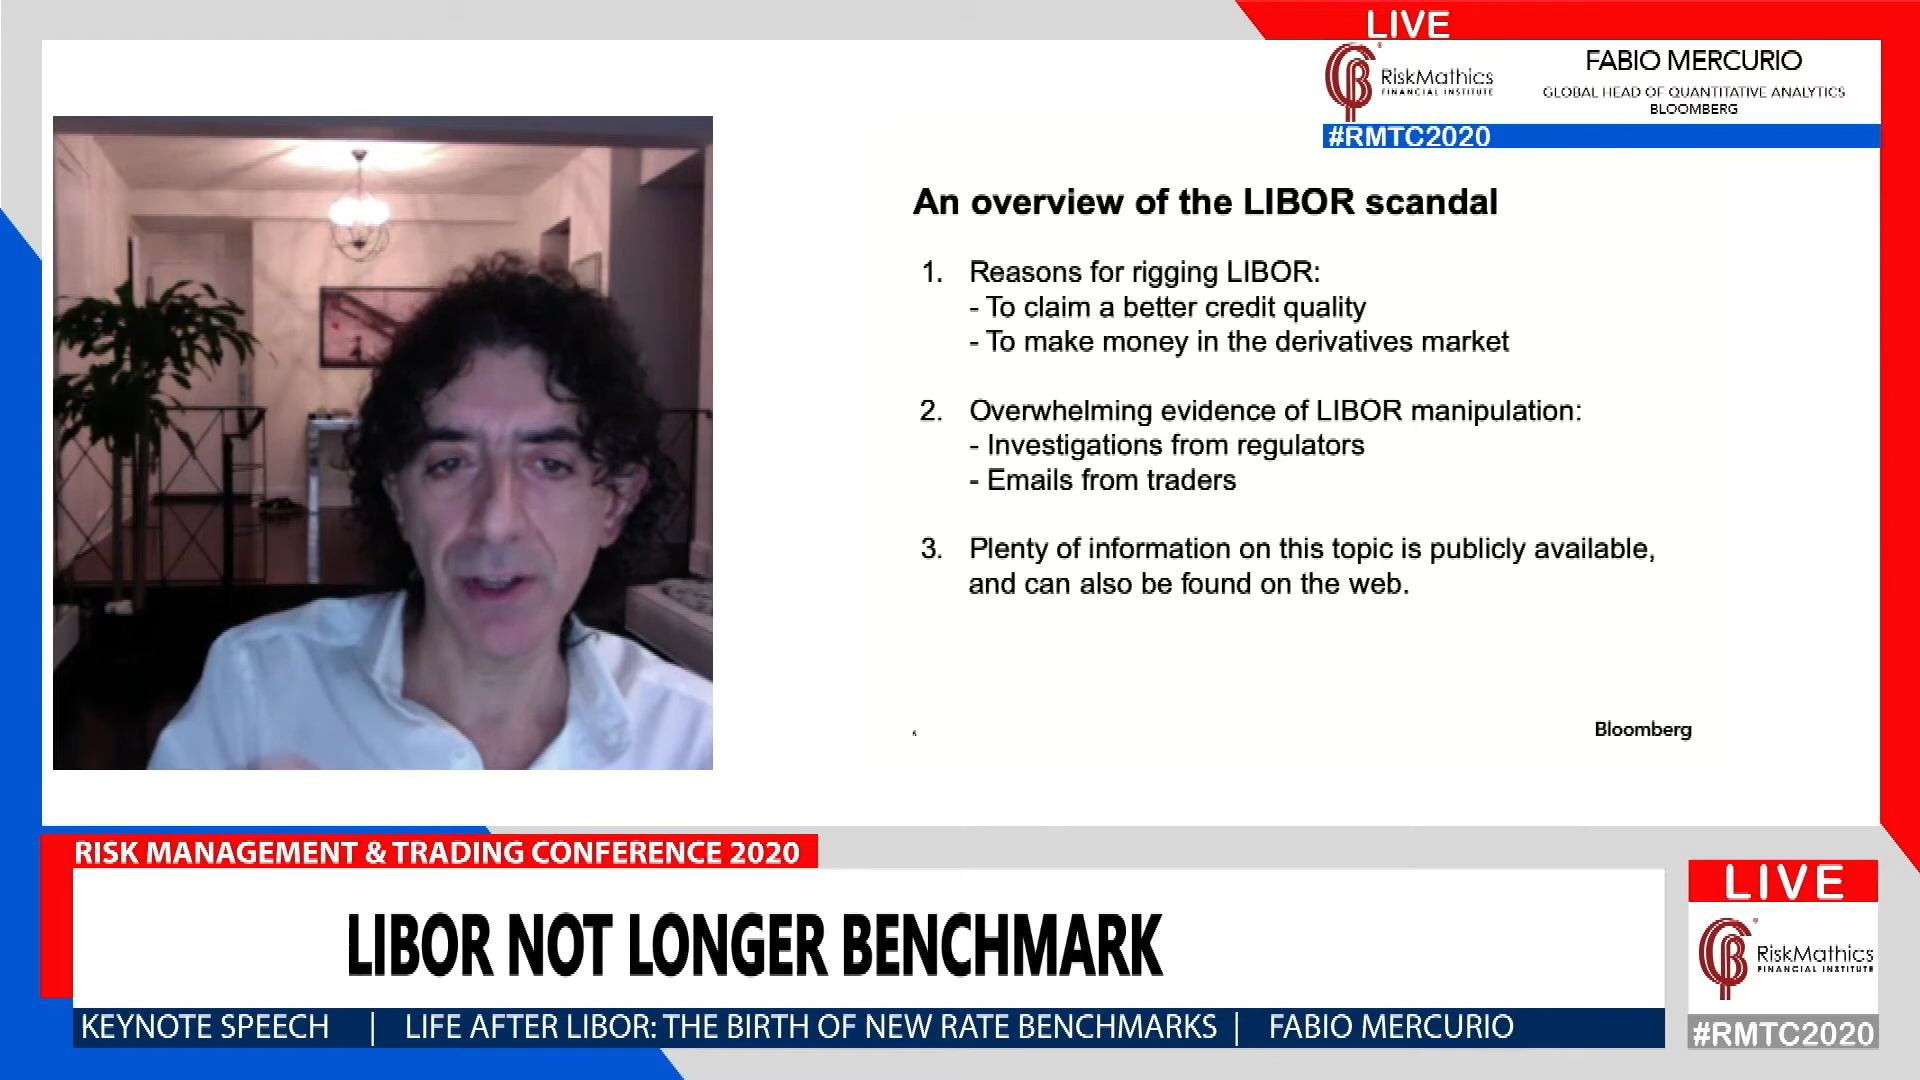 LIVE
RiskMathics
FINANCIAL INSTITUTE
FABIO MERCURIO
GLOBAL HEAD OF QUANTITATIVE ANALYTICS
BLOOMBERG
#RMTC2020
An overview of the LIBOR scandal
1. Reasons for rigging LIBOR:
- To claim a better credit quality
- To make money in the derivatives market
2. Overwhelming evidence of LIBOR manipulation:
- Investigations from regulators
- Emails from traders
3. Plenty of information on this topic is publicly available,
and can also be found on the web.
Bloomberg
RISK MANAGEMENT & TRADING CONFERENCE 2020
LIBOR NOT LONGER BENCHMARK
KEYNOTE SPEECH | LIFE AFTER LIBOR: THE BIRTH OF NEW RATE BENCHMARKS | FABIO MERCURIO
LIVE
RiskMathics
FINANCIAL INSTITUTE
#RMTC2020